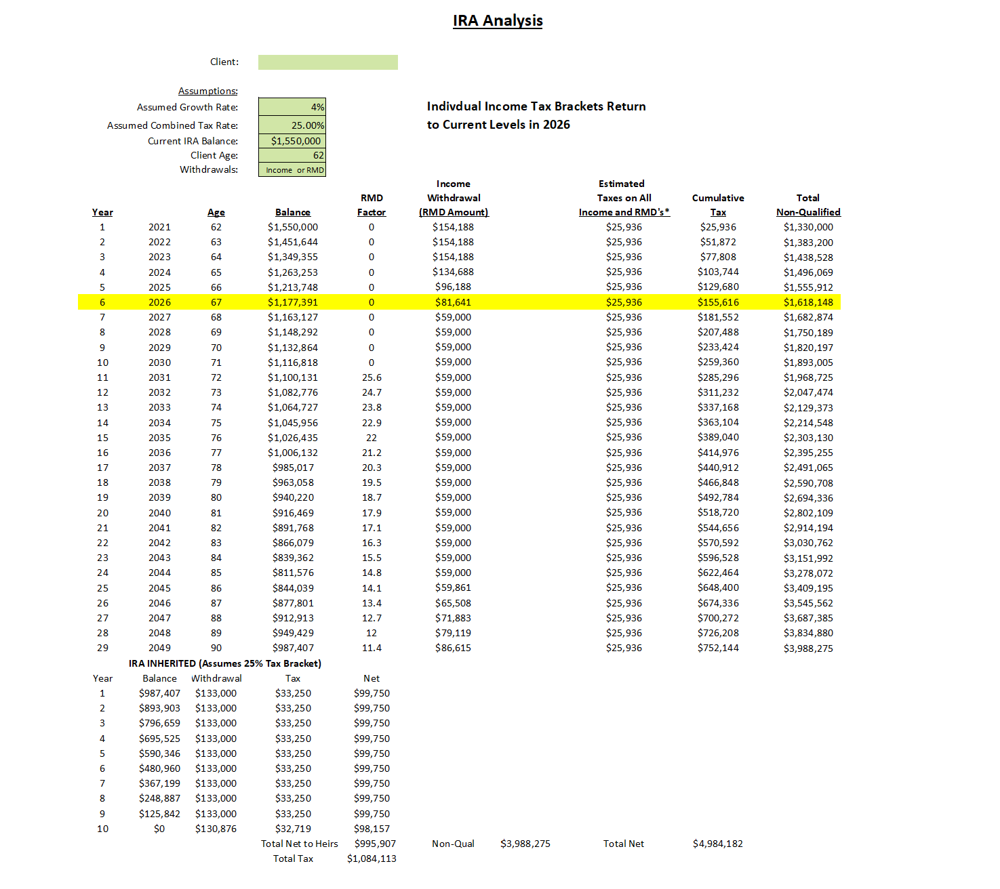 IRA Analysis
Client:
Assumptions:
Assumed Growth Rate: 4%
Indivdual Income Tax Brackets Return
Assumed Combined Tax Rate: 25.00%
to Current Levels in 2026
Current IRA Balance: $1,550,000
Client Age: 62
Withdrawals: Income or RMD
Income Estimated
RMD Withdrawal Taxes on All Cumulative Total
Year Age Balance Factor (RMD Amount) Income and RMD's* Tax Non-Qualified
1 2021 62 $1,550,000 0 $154,188 $25,936 $25,936 $1,330,000
2 2022 63 $1,451,644 0 $154,188 $25,936 $51,872 $1,383,200
3 2023 64 $1,349,355 0 $154,188 $25,936 $77,808 $1,438,528
4 2024 65 $1,263,253 0 $134,688 $25,936 $103,744 $1,496,069
5 2025 66 $1,213,748 0 $96,188 $25,936 $129,680 $1,555,912
6 2026 67 $1,177,391 0 $81,641 $25,936 $155,616 $1,618,148
7 2027 68 $1,163,127 0 $59,000 $25,936 $181,552 $1,682,874
8 2028 69 $1,148,292 0 $59,000 $25,936 $207,488 $1,750,189
9 2029 70 $1,132,864 0 $59,000 $25,936 $233,424 $1,820,197
10 2030 71 $1,116,818 0 $59,000 $25,936 $259,360 $1,893,005
11 2031 72 $1,100,131 25.6 $59,000 $25,936 $285,296 $1,968,725
12 2032 73 $1,082,776 24.7 $59,000 $25,936 $311,232 $2,047,474
13 2033 74 $1,064,727 23.8 $59,000 $25,936 $337,168 $2,129,373
14 2034 75 $1,045,956 22.9 $59,000 $25,936 $363,104 $2,214,548
15 2035 76 $1,026,435 22 $59,000 $25,936 $389,040 $2,303,130
16 2036 77 $1,006,132 21.2 $59,000 $25,936 $414,976 $2,395,255
17 2037 78 $985,017 20.3 $59,000 $25,936 $440,912 $2,491,065
18 2038 79 $963,058 19.5 $59,000 $25,936 $466,848 $2,590,708
19 2039 80 $940,220 18.7 $59,000 $25,936 $492,784 $2,694,336
20 2040 81 $916,469 17.9 $59,000 $25,936 $518,720 $2,802,109
21 2041 82 $891,768 17.1 $59,000 $25,936 $544,656 $2,914,194
22 2042 83 $866,079 16.3 $59,000 $25,936 $570,592 $3,030,762
23 2043 84 $839,362 15.5 $59,000 $25,936 $596,528 $3,151,992
24 2044 85 $811,576 14.8 $59,000 $25,936 $622,464 $3,278,072
25 2045 86 $844,039 14.1 $59,861 $25,936 $648,400 $3,409,195
26 2046 87 $877,801 13.4 $65,508 $25,936 $674,336 $3,545,562
27 2047 88 $912,913 12.7 $71,883 $25,936 $700,272 $3,687,385
28 2048 89 $949,429 12 $79,119 $25,936 $726,208 $3,834,880
29 2049 90 $987,407 11.4 $86,615 $25,936 $752,144 $3,988,275
IRA INHERITED (Assumes 25% Tax Bracket)
Year Balance Withdrawal Tax Net
1 $987,407 $133,000 $33,250 $99,750
2 $893,903 $133,000 $33,250 $99,750
3 $796,659 $133,000 $33,250 $99,750
4 $695,525 $133,000 $33,250 $99,750
5 $590,346 $133,000 $33,250 $99,750
6 $480,960 $133,000 $33,250 $99,750
7 $367,199 $133,000 $33,250 $99,750
8 $248,887 $133,000 $33,250 $99,750
9 $125,842 $133,000 $33,250 $99,750
10 $0 $130,876 $32,719 $98,157
Total Net to Heirs $995,907 Non-Qual $3,988,275 Total Net $4,984,182
Total Tax $1,084,113